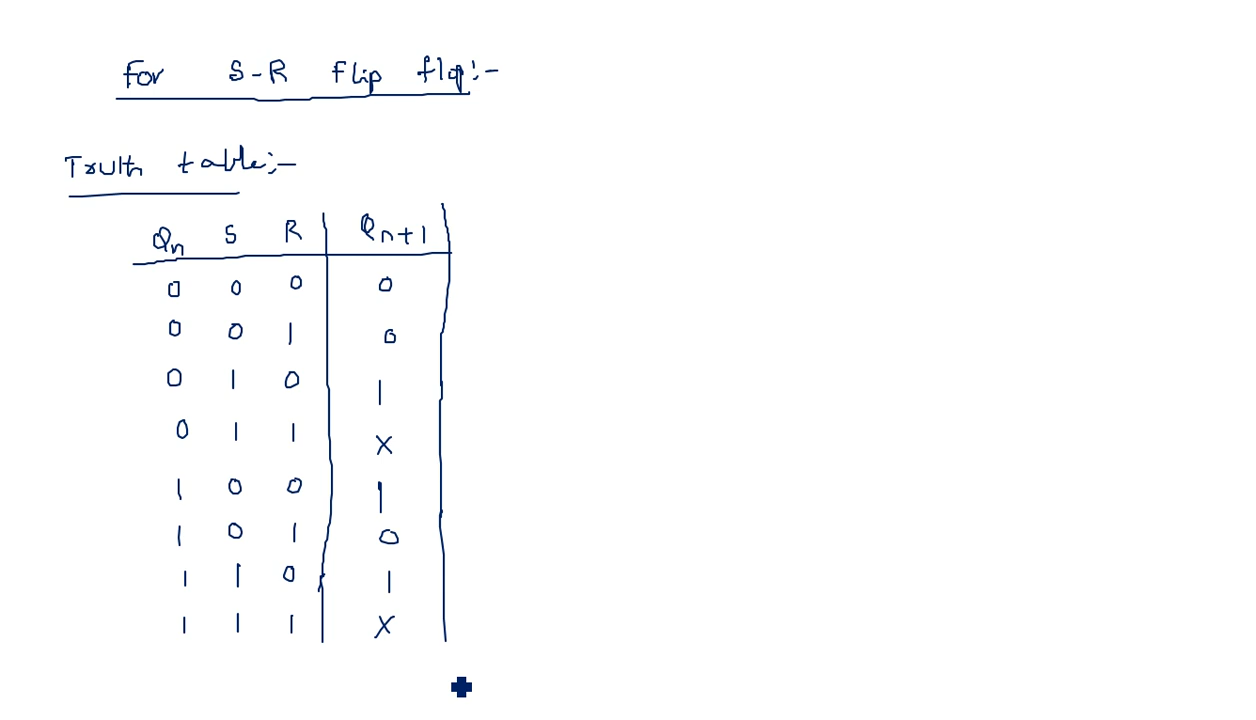 For S-R Flip flop:-
Truth table:-
Qn S R Qn+1
0 0 0 0
0 0 1 0
0 1 0 1
0 1 1 X
1 0 0 1
1 0 1 0
1 1 0 1
1 1 1 X